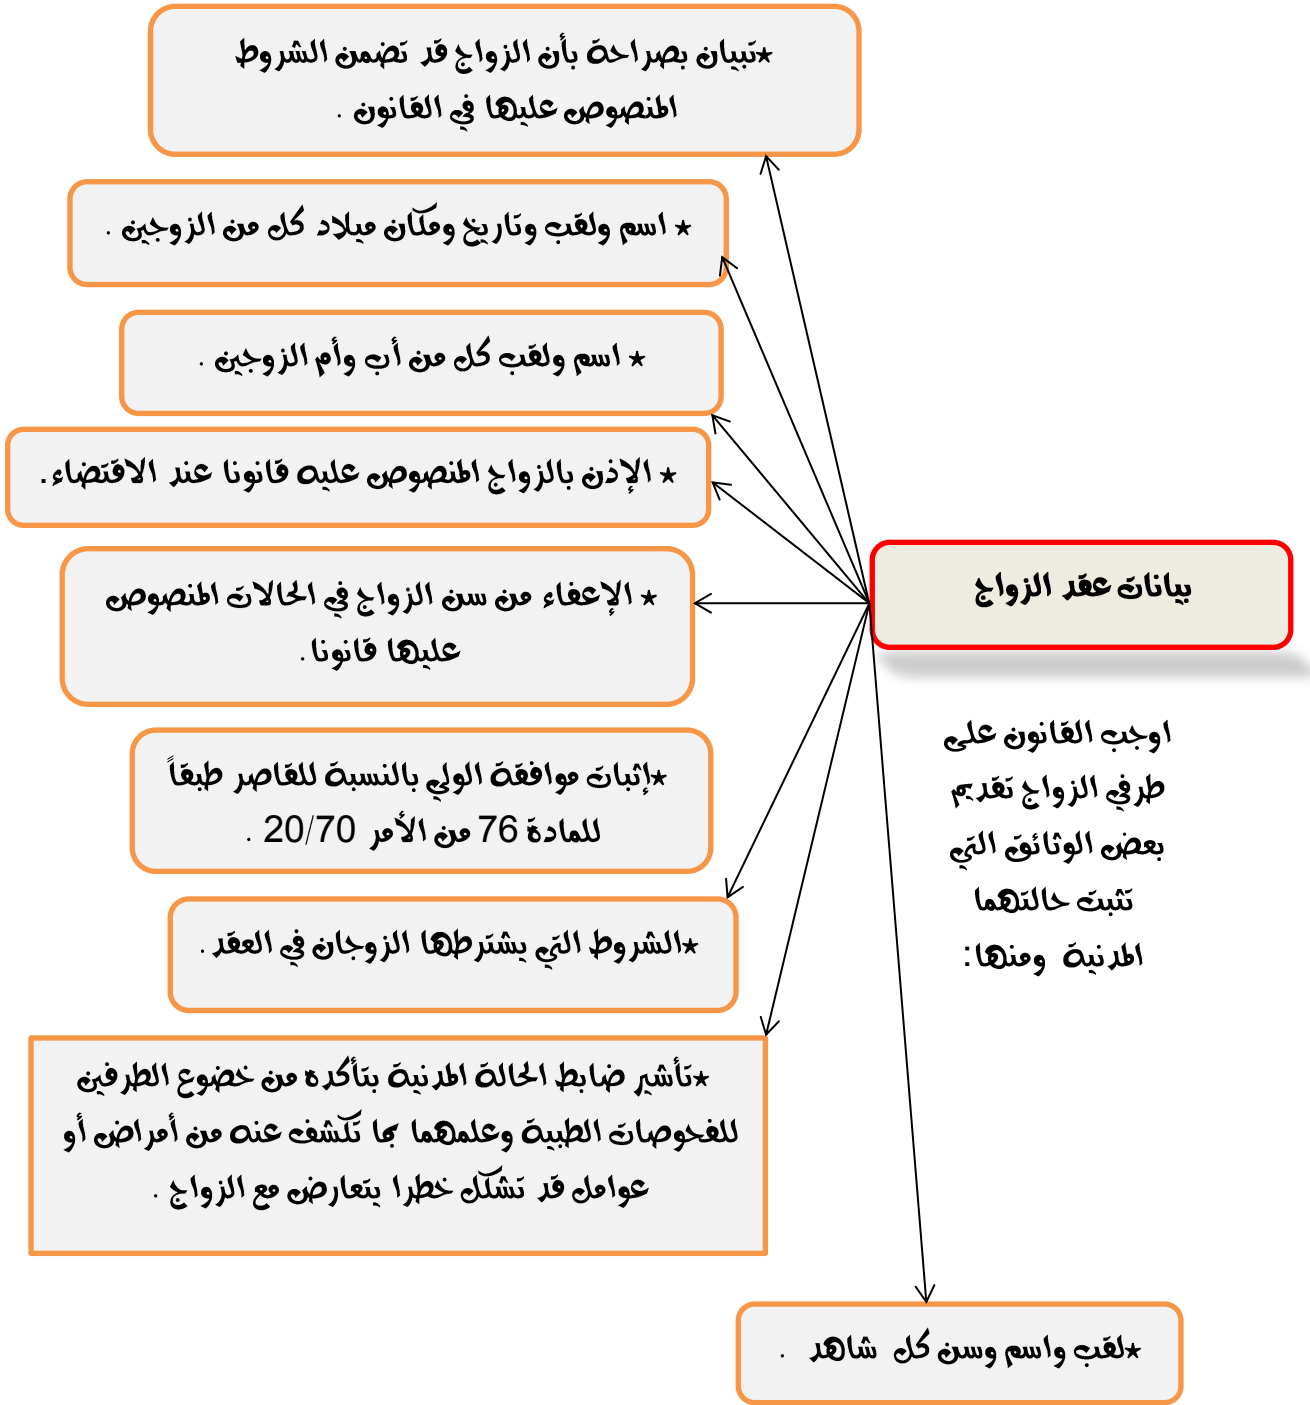 *تبيان بصراحة بأن الزواج قد تضمن الشروط
المنصوص عليها في القانون .
* اسم ولقب وتاريخ ومكان ميلاد كل من الزوجين .
* اسم ولقب كل من أب وأم الزوجين .
* الإذن بالزواج المنصوص عليه قانونا عند الاقتضاء.
بيانات عقد الزواج
* الإعفاء من سن الزواج في الحالات المنصوص
عليها قانونا .
اوجب القانون على
طرفي الزواج تقديم
بعض الوثائق التي
تثبت حالتهما
المدنية ومنها:
*إثبات موافقة الولي بالنسبة للقاصر طبقاً
للمادة 76 من الأمر 20/70 .
*الشروط التي يشترطها الزوجان في العقد .
*تأشير ضابط الحالة المدنية بتأكده من خضوع الطرفين
للفحوصات الطبية وعلمهما بما تكشف عنه من أمراض أو
عوامل قد تشكل خطرا يتعارض مع الزواج .
*لقب واسم وسن كل شاهد .